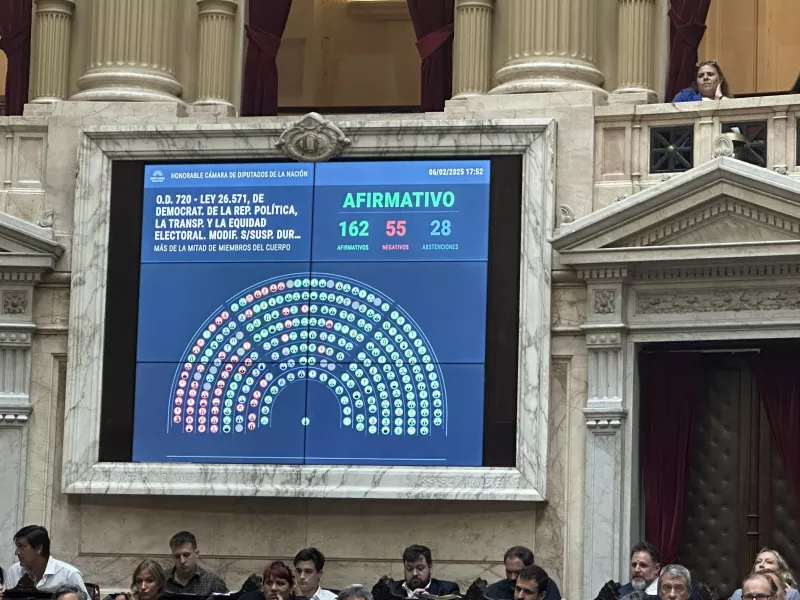 HONORABLE CÁMARA DE DIPUTADOS DE LA NACIÓN
06/02/2025 17:52
O.D. 720 - LEY 26.571, DE
DEMOCRAT. DE LA REP. POLÍTICA,
LA TRANSP. Y LA EQUIDAD
ELECTORAL. MODIF. S/SUSP. DUR...
MÁS DE LA MITAD DE MIEMBROS DEL CUERPO
AFIRMATIVO
162 55 28
AFIRMATIVOS NEGATIVOS ABSTENCIONES